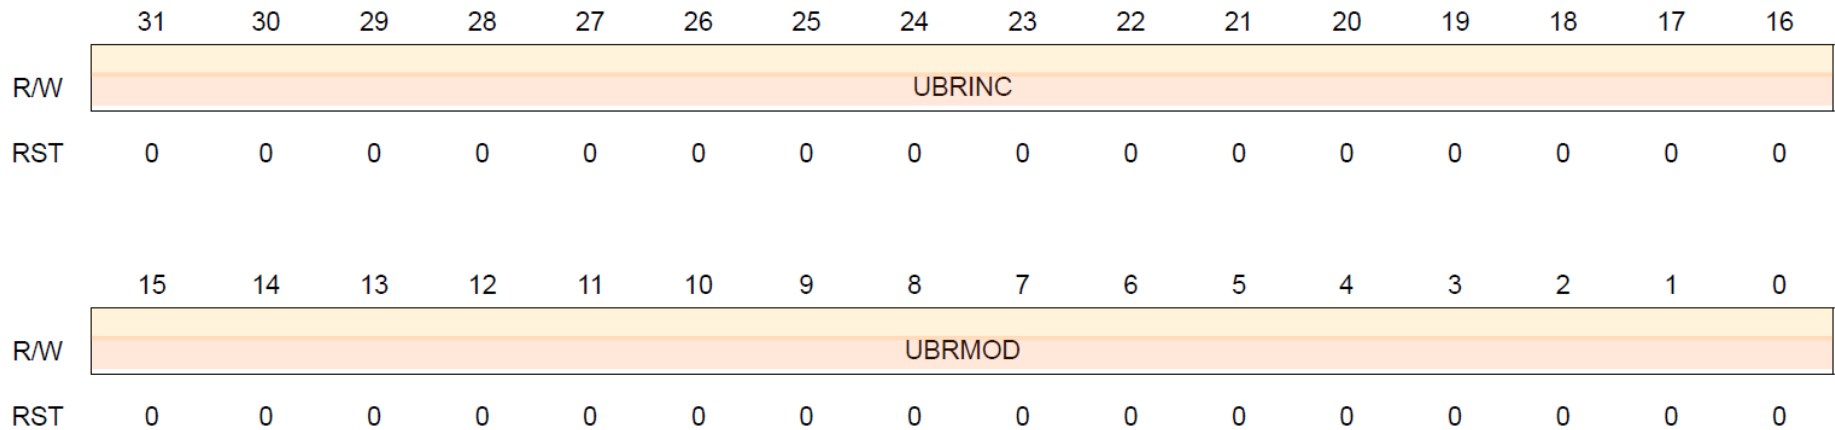 31 30 29 28 27 26 25 24 23 22 21 20 19 18 17 16
R/W UBRINC
RST 0 0 0 0 0 0 0 0 0 0 0 0 0 0 0 0
15 14 13 12 11 10 9 8 7 6 5 4 3 2 1 0
R/W UBRMOD
RST 0 0 0 0 0 0 0 0 0 0 0 0 0 0 0 0